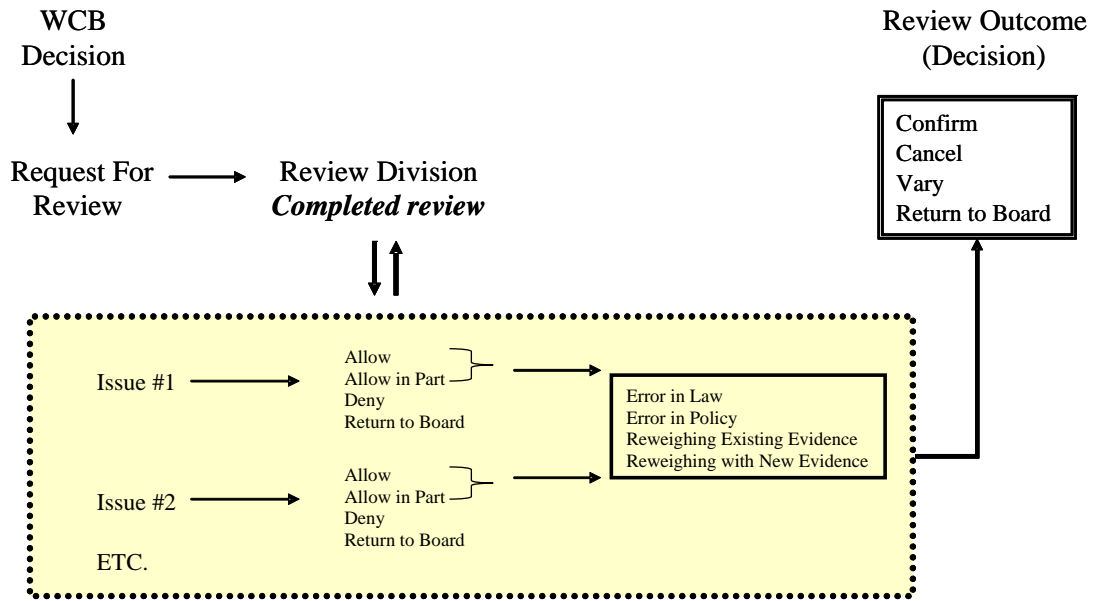 WCB
Decision
Request For
Review
Review Division
Completed review
Review Outcome
(Decision)
Confirm
Cancel
Vary
Return to Board
Issue #1
Allow
Allow in Part
Deny
Return to Board
Error in Law
Error in Policy
Reweighing Existing Evidence
Reweighing with New Evidence
Issue #2
Allow
Allow in Part
Deny
Return to Board
ETC.